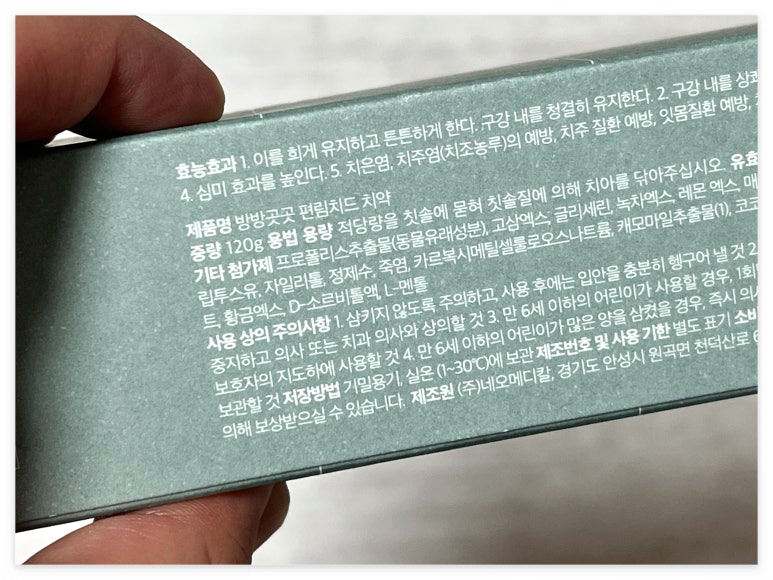 효능효과 1. 이를 희게 유지하고 튼튼하게 한다. 구강 내를 청결히 유지한다. 2. 구강 내를 상쾌
4. 심미 효과를 높인다. 5. 치은염, 치주염(치조농루)의 예방, 치주 질환 예방, 잇몸질환 예방,
제품명 방방곳곳 편림치드 치약
중량 120g 용법 용량 적당량을 칫솔에 묻혀 칫솔질에 의해 치아를 닦아주십시오. 유효
기타 첨가제 프로폴리스추출물(동물유래성분), 고삼엑스, 글리세린, 녹차엑스, 레몬 엑스, 매
립투스유, 자일리톨, 정제수, 죽염, 카르복시메틸셀룰로오스나트륨, 캐모마일추출물(1), 코코
트, 황금엑스, D-소르비톨액, L-멘톨
사용 상의 주의사항 1. 삼키지 않도록 주의하고, 사용 후에는 입안을 충분히 헹구어 낼 것 2.
중지하고 의사 또는 치과 의사와 상의할 것 3. 만 6세 이하의 어린이가 사용할 경우, 1회
보호자의 지도하에 사용할 것 4. 만 6세 이하의 어린이가 많은 양을 삼켰을 경우, 즉시 의사
보관할 것 저장방법 기밀용기, 실온 (1~30℃)에 보관 제조번호 및 사용 기한 별도 표기 소비
의해 보상받으실 수 있습니다. 제조원 (주)네오메디칼, 경기도 안성시 원곡면 천덕산로